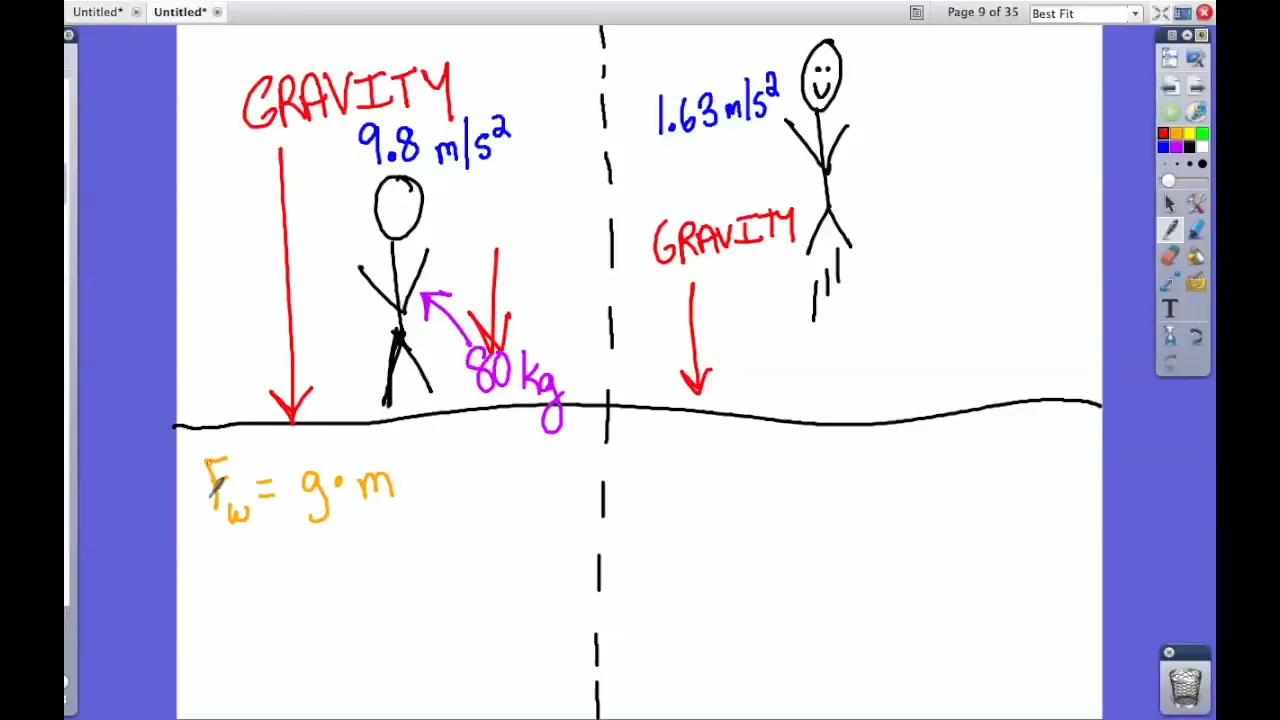 Untitled*
Untitled*
Page 9 of 35
Best Fit
GRAVITY
9.8 m/s²
80 kg
F_w = g · m
1.63 m/s²
GRAVITY
T